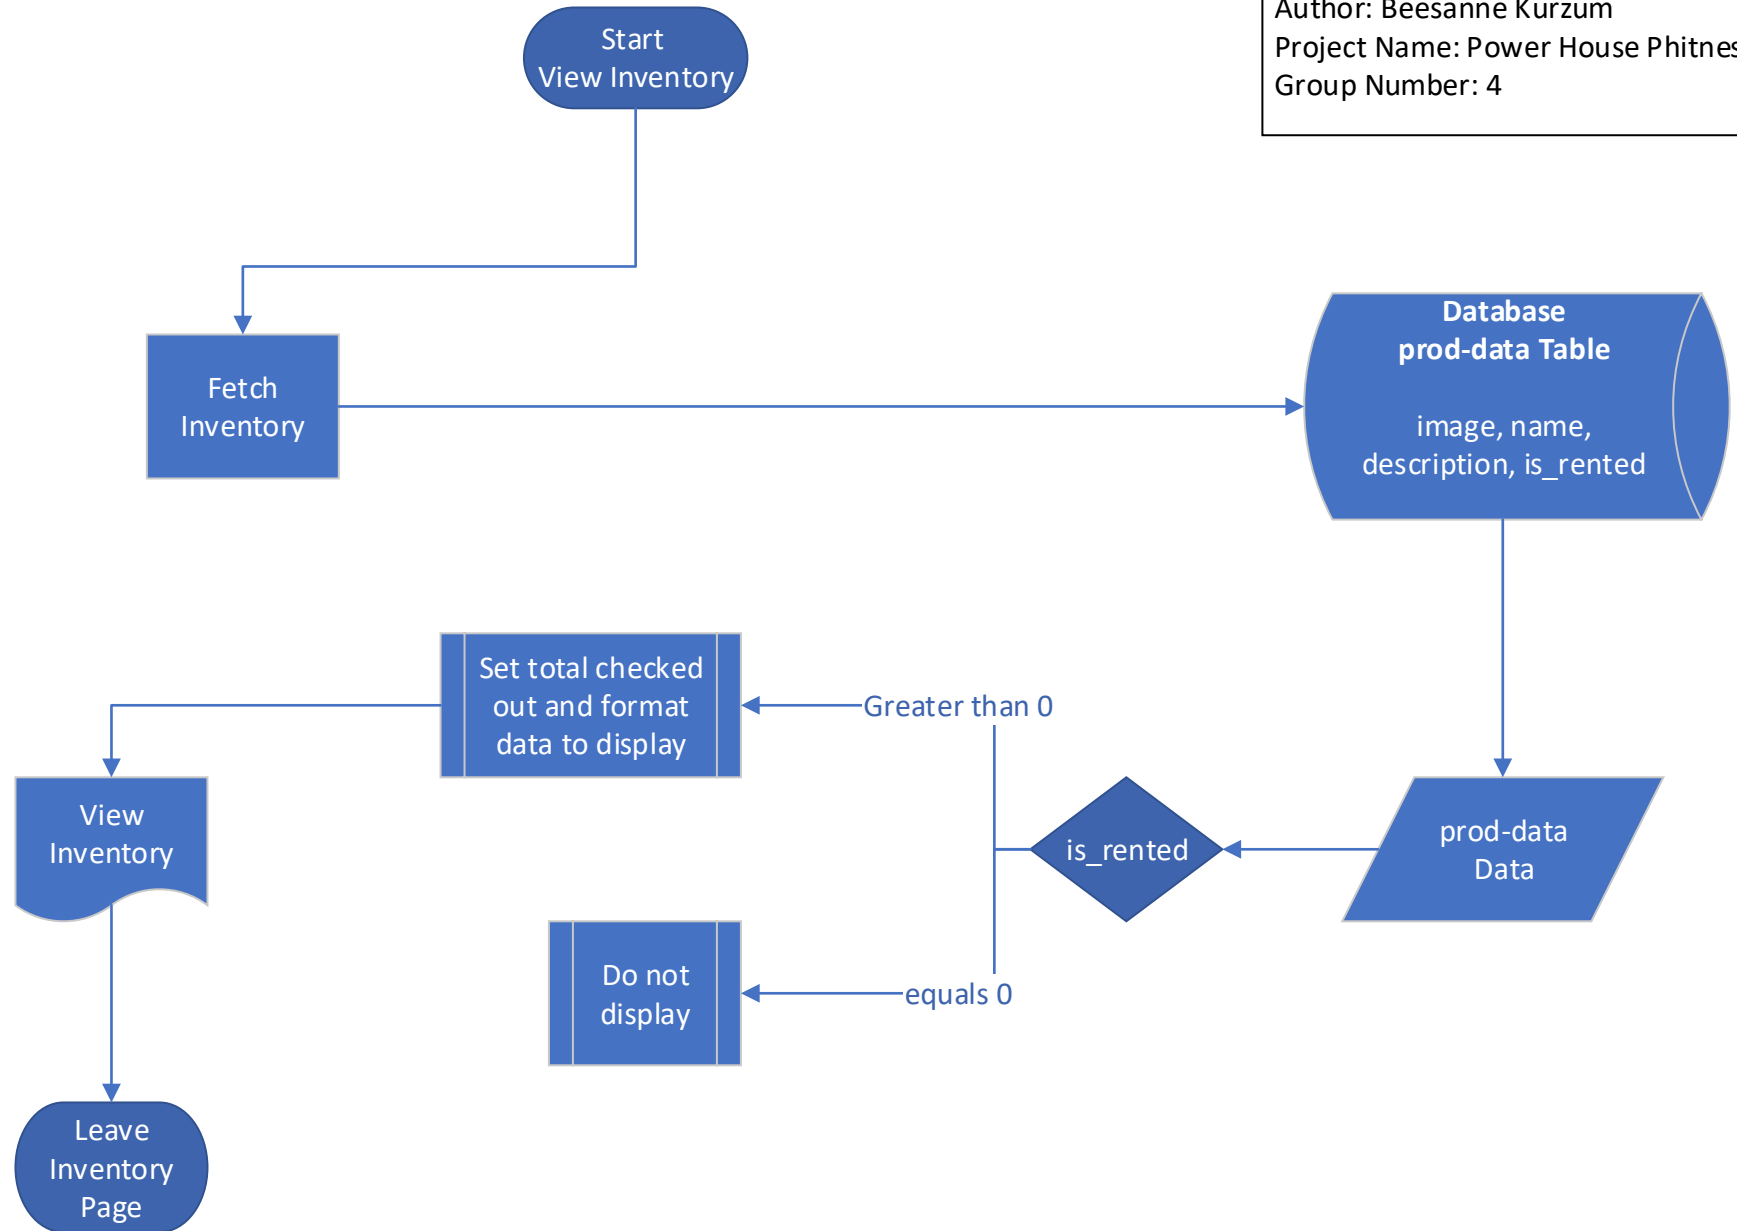 Author: Beesanne Kurzum
Project Name: Power House Phitnes
Group Number: 4
Start
View Inventory
Fetch
Inventory
Database
prod-data Table
image, name,
description, is_rented
prod-data
Data
is_rented
Greater than 0
equals 0
Set total checked
out and format
data to display
Do not
display
View
Inventory
Leave
Inventory
Page